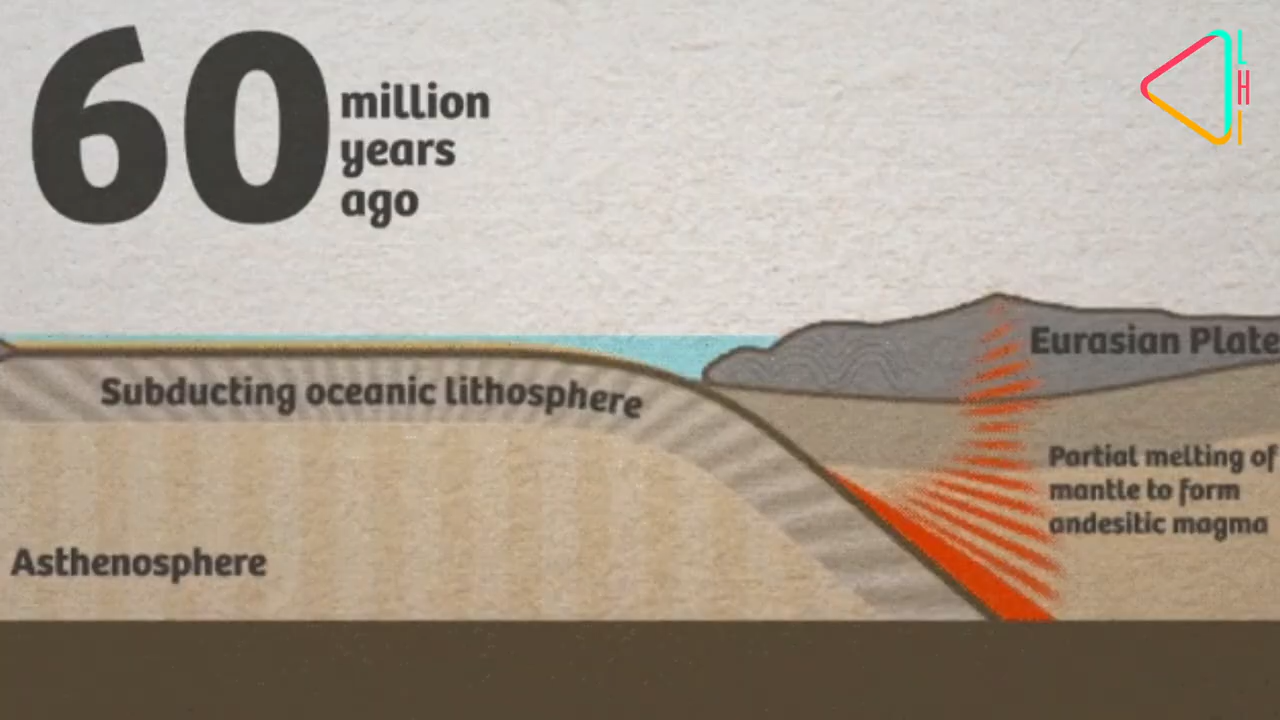 60
million
years
ago
L
H
I
Eurasian Plate
Subducting oceanic lithosphere
Partial melting of
mantle to form
andesitic magma
Asthenosphere